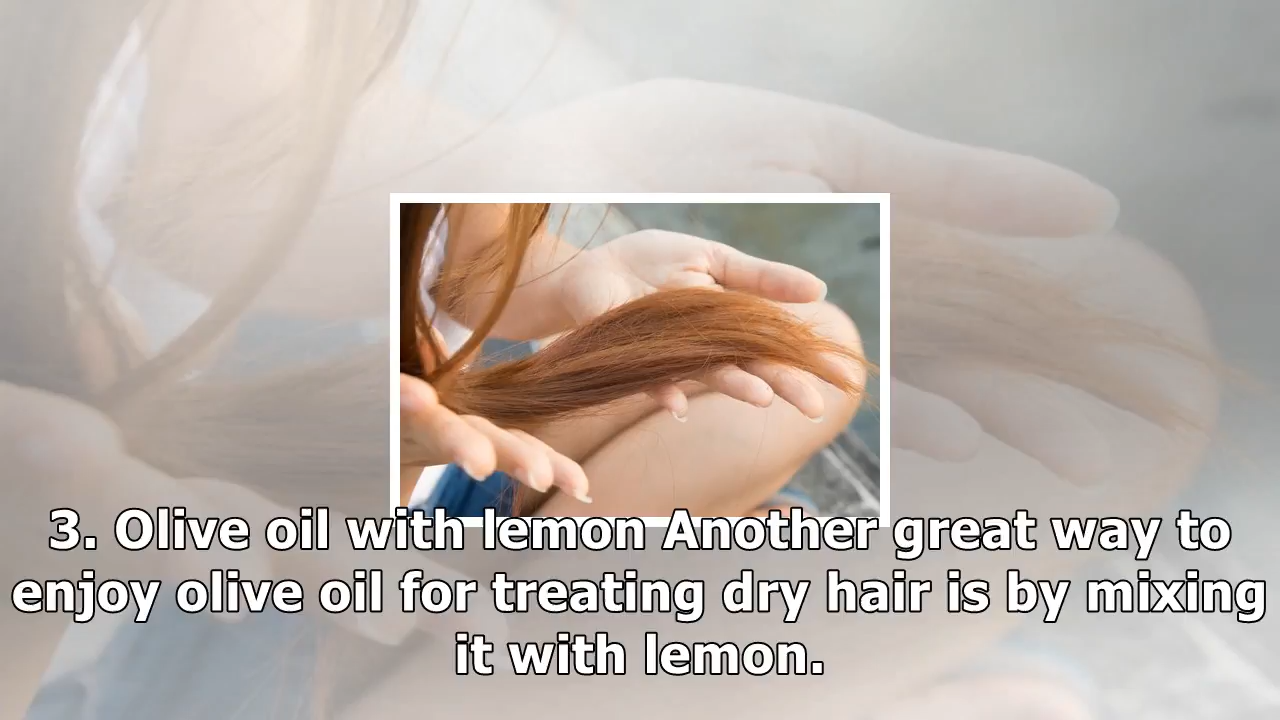 3. Olive oil with lemon Another great way to
enjoy olive oil for treating dry hair is by mixing
it with lemon.